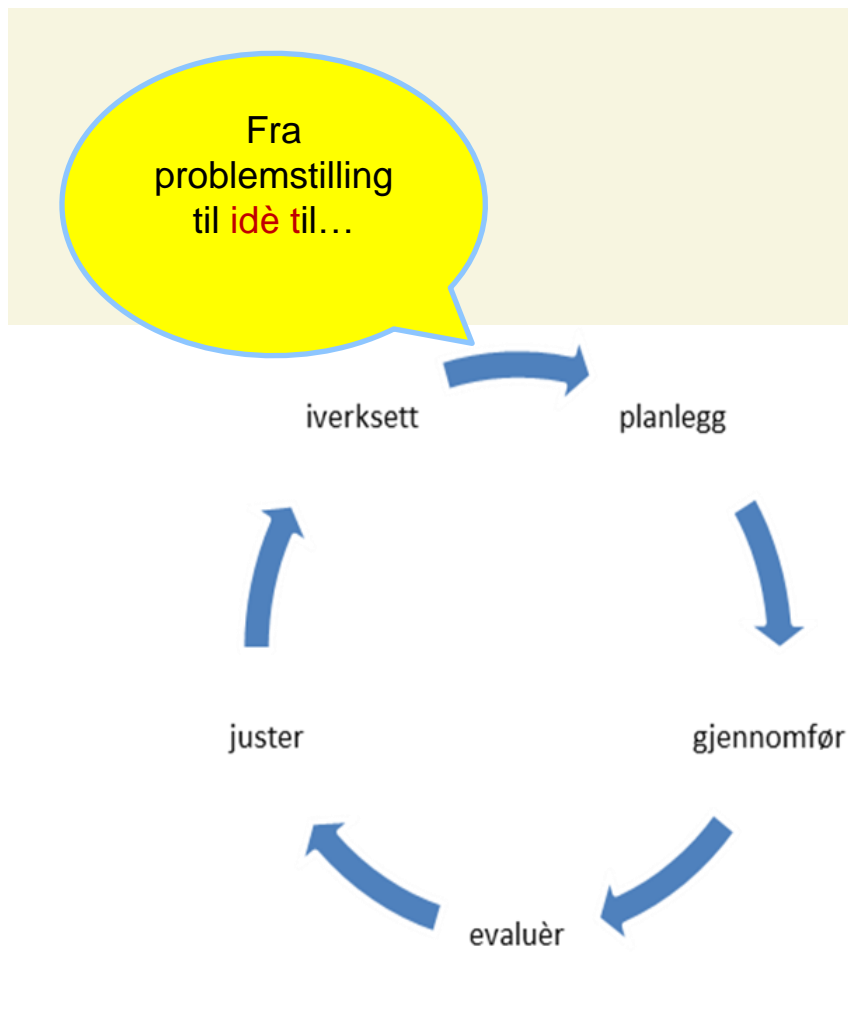 Fra
problemstilling
til idè til…
iverksett
planlegg
juster
gjennomfør
evaluèr